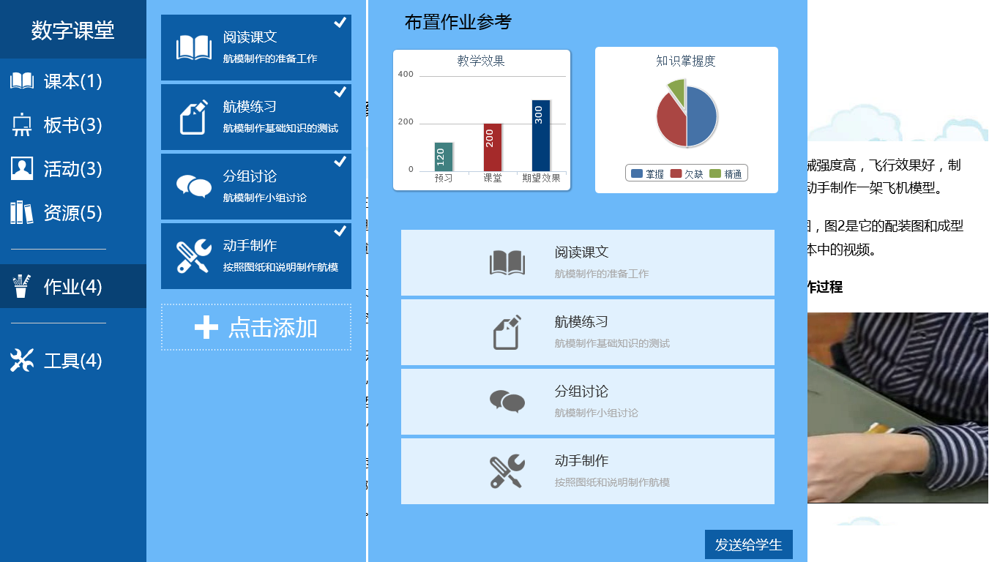 数字课堂
课本(1)
板书(3)
活动(3)
资源(5)
作业(4)
工具(4)
阅读课文
航模制作的准备工作
航模练习
航模制作基础知识的测试
分组讨论
航模制作小组讨论
动手制作
按照图纸和说明制作航模
点击添加
布置作业参考
教学效果
400
200
0
120
200
300
预习
课堂
期望效果
知识掌握度
掌握
欠缺
精通
阅读课文
航模制作的准备工作
航模练习
航模制作基础知识的测试
分组讨论
航模制作小组讨论
动手制作
按照图纸和说明制作航模
发送给学生
械强度高，飞行效果好，制
动手制作一架飞机模型。
，图2是它的配装图和成型
本中的视频。
作过程